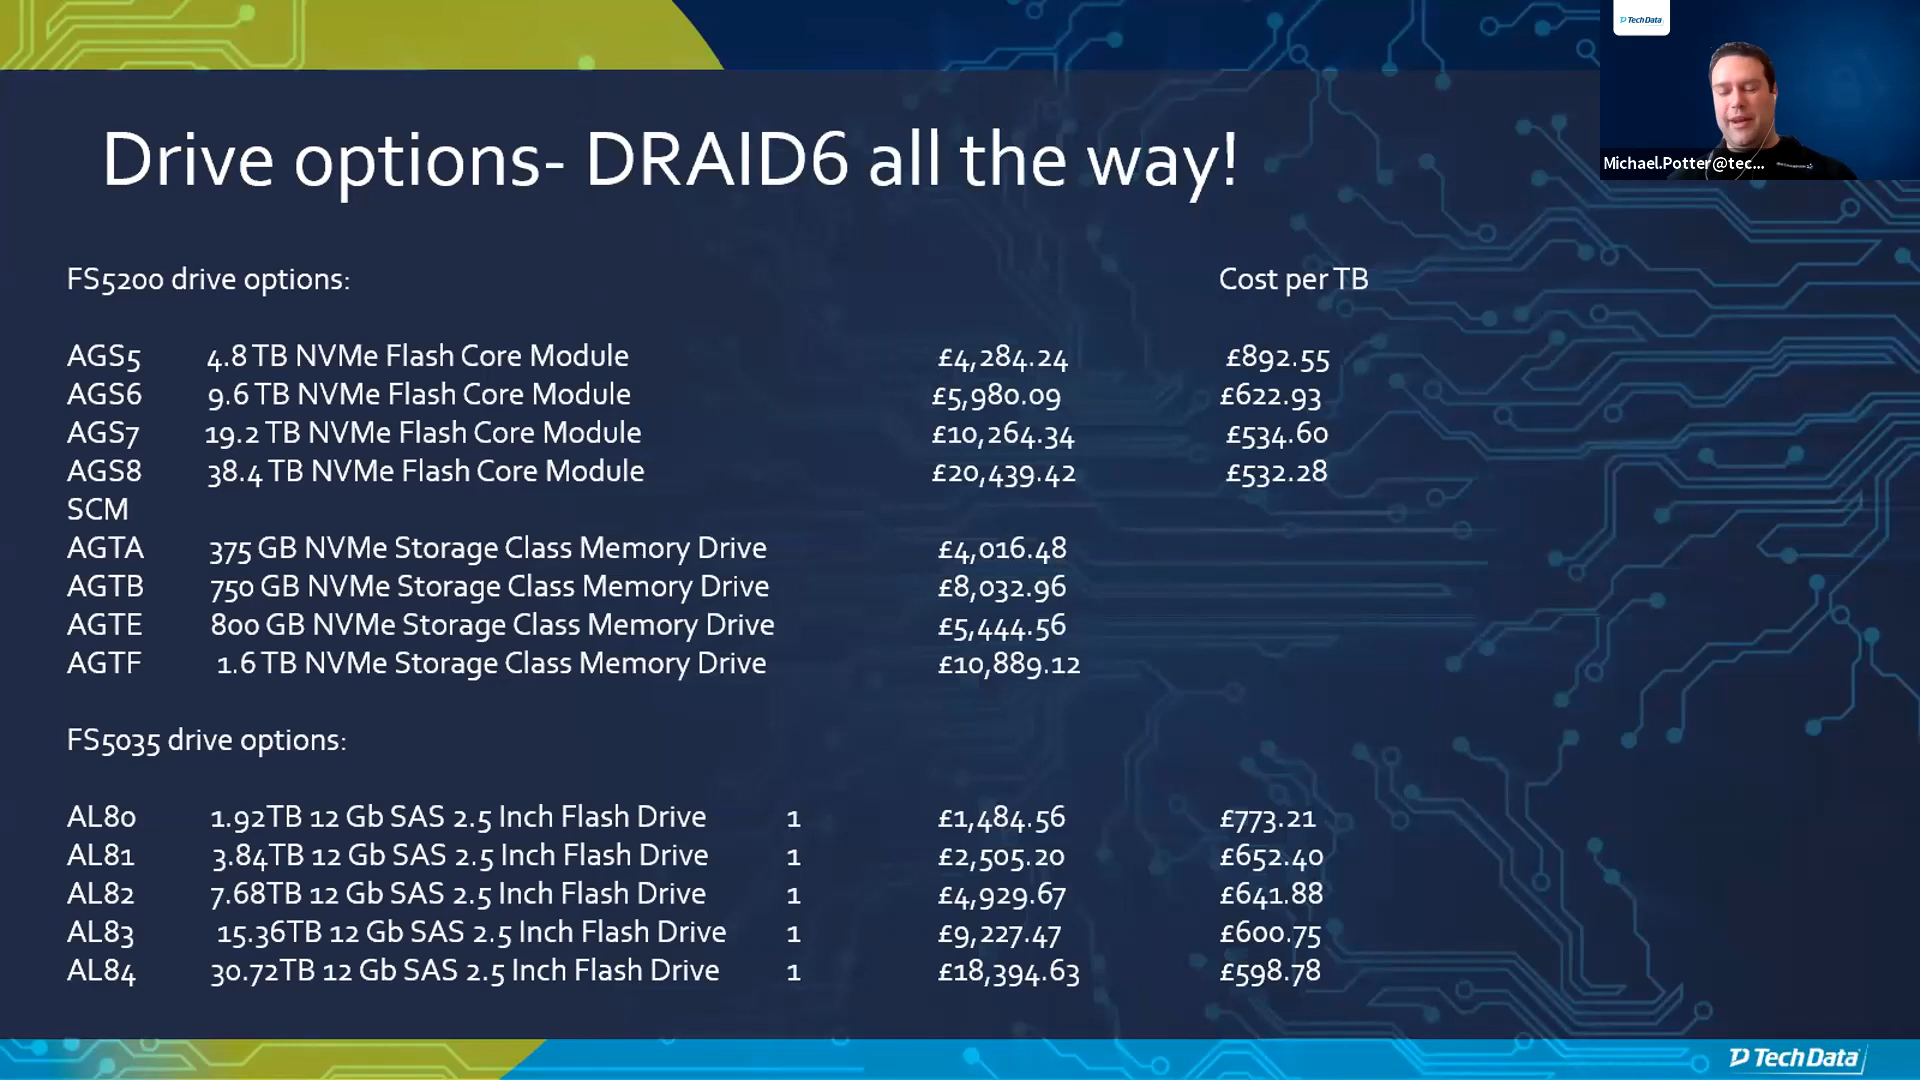 TechData
Michael.Potter@tec...
Drive options- DRAID6 all the way!
FS5200 drive options: Cost per TB
AGS5 4.8 TB NVMe Flash Core Module £4,284.24 £892.55
AGS6 9.6 TB NVMe Flash Core Module £5,980.09 £622.93
AGS7 19.2 TB NVMe Flash Core Module £10,264.34 £534.60
AGS8 38.4 TB NVMe Flash Core Module £20,439.42 £532.28
SCM
AGTA 375 GB NVMe Storage Class Memory Drive £4,016.48
AGTB 750 GB NVMe Storage Class Memory Drive £8,032.96
AGTE 800 GB NVMe Storage Class Memory Drive £5,444.56
AGTF 1.6 TB NVMe Storage Class Memory Drive £10,889.12
FS5035 drive options:
AL80 1.92TB 12 Gb SAS 2.5 Inch Flash Drive 1 £1,484.56 £773.21
AL81 3.84TB 12 Gb SAS 2.5 Inch Flash Drive 1 £2,505.20 £652.40
AL82 7.68TB 12 Gb SAS 2.5 Inch Flash Drive 1 £4,929.67 £641.88
AL83 15.36TB 12 Gb SAS 2.5 Inch Flash Drive 1 £9,227.47 £600.75
AL84 30.72TB 12 Gb SAS 2.5 Inch Flash Drive 1 £18,394.63 £598.78
TechData